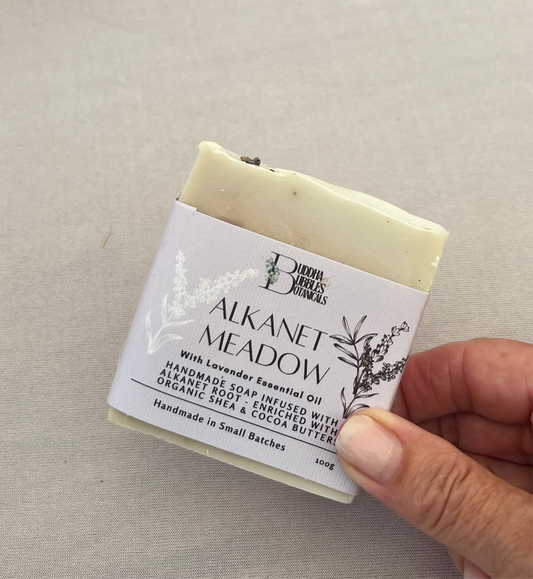 BUDDHA
BUBBLES
BOTANICALS
ALKANET
MEADOW
With Lavender Essential Oil
HANDMADE SOAP INFUSED WITH
ALKANET ROOT - ENRICHED WITH
ORGANIC SHEA & COCOA BUTTERS
Handmade in Small Batches
100g